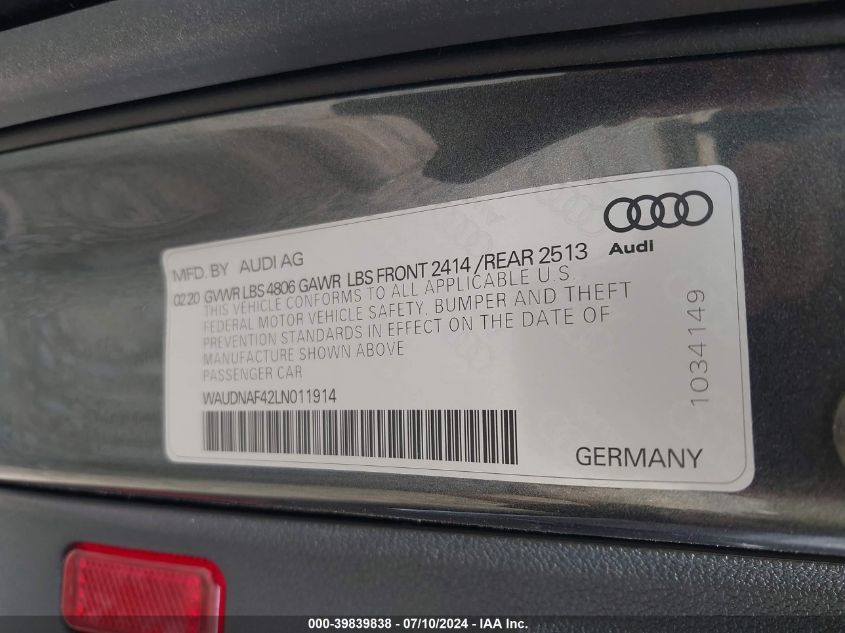 Audi
MFD. BY AUDI AG
02 20 GVWR LBS 4806 GAWR LBS FRONT 2414 / REAR 2513
THIS VEHICLE CONFORMS TO ALL APPLICABLE U.S.
FEDERAL MOTOR VEHICLE SAFETY, BUMPER AND THEFT
PREVENTION STANDARDS IN EFFECT ON THE DATE OF
MANUFACTURE SHOWN ABOVE
PASSENGER CAR
WAUDNAF42LN011914
GERMANY
1034149
000-39839838 - 07/10/2024 - IAA Inc.